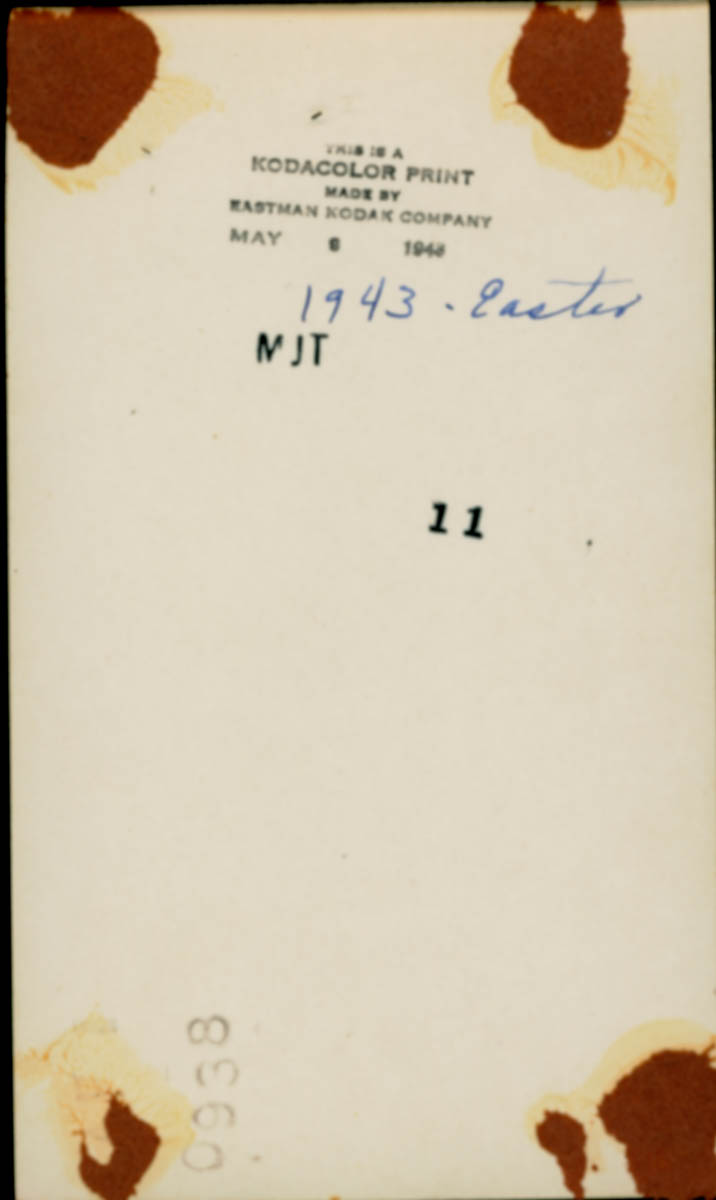 THIS IS A
KODACOLOR PRINT
MADE BY
EASTMAN KODAK COMPANY
MAY 6 1943
1943 - Easter
MJT
11
0938